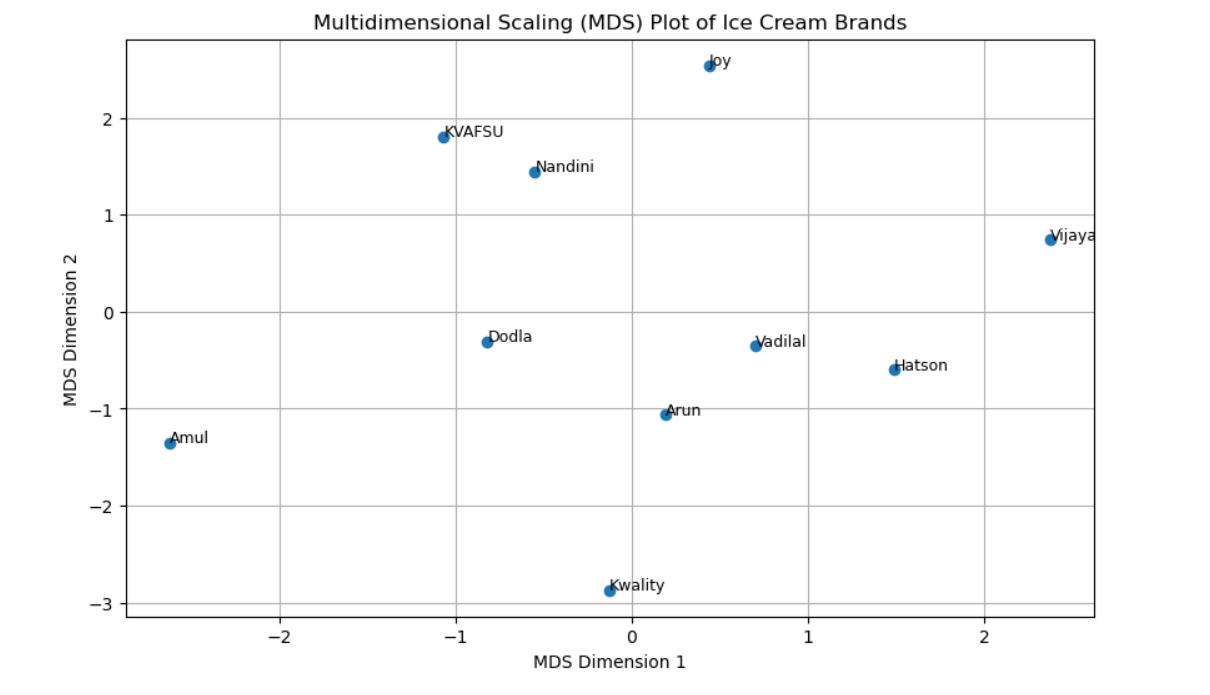 Multidimensional Scaling (MDS) Plot of Ice Cream Brands
Joy
KVAFSU
Nandini
Vijaya
Dodla
Vadilal
Hatson
Arun
Amul
Kwality
MDS Dimension 2
2
1
0
−1
−2
−3
−2
−1
0
1
2
MDS Dimension 1